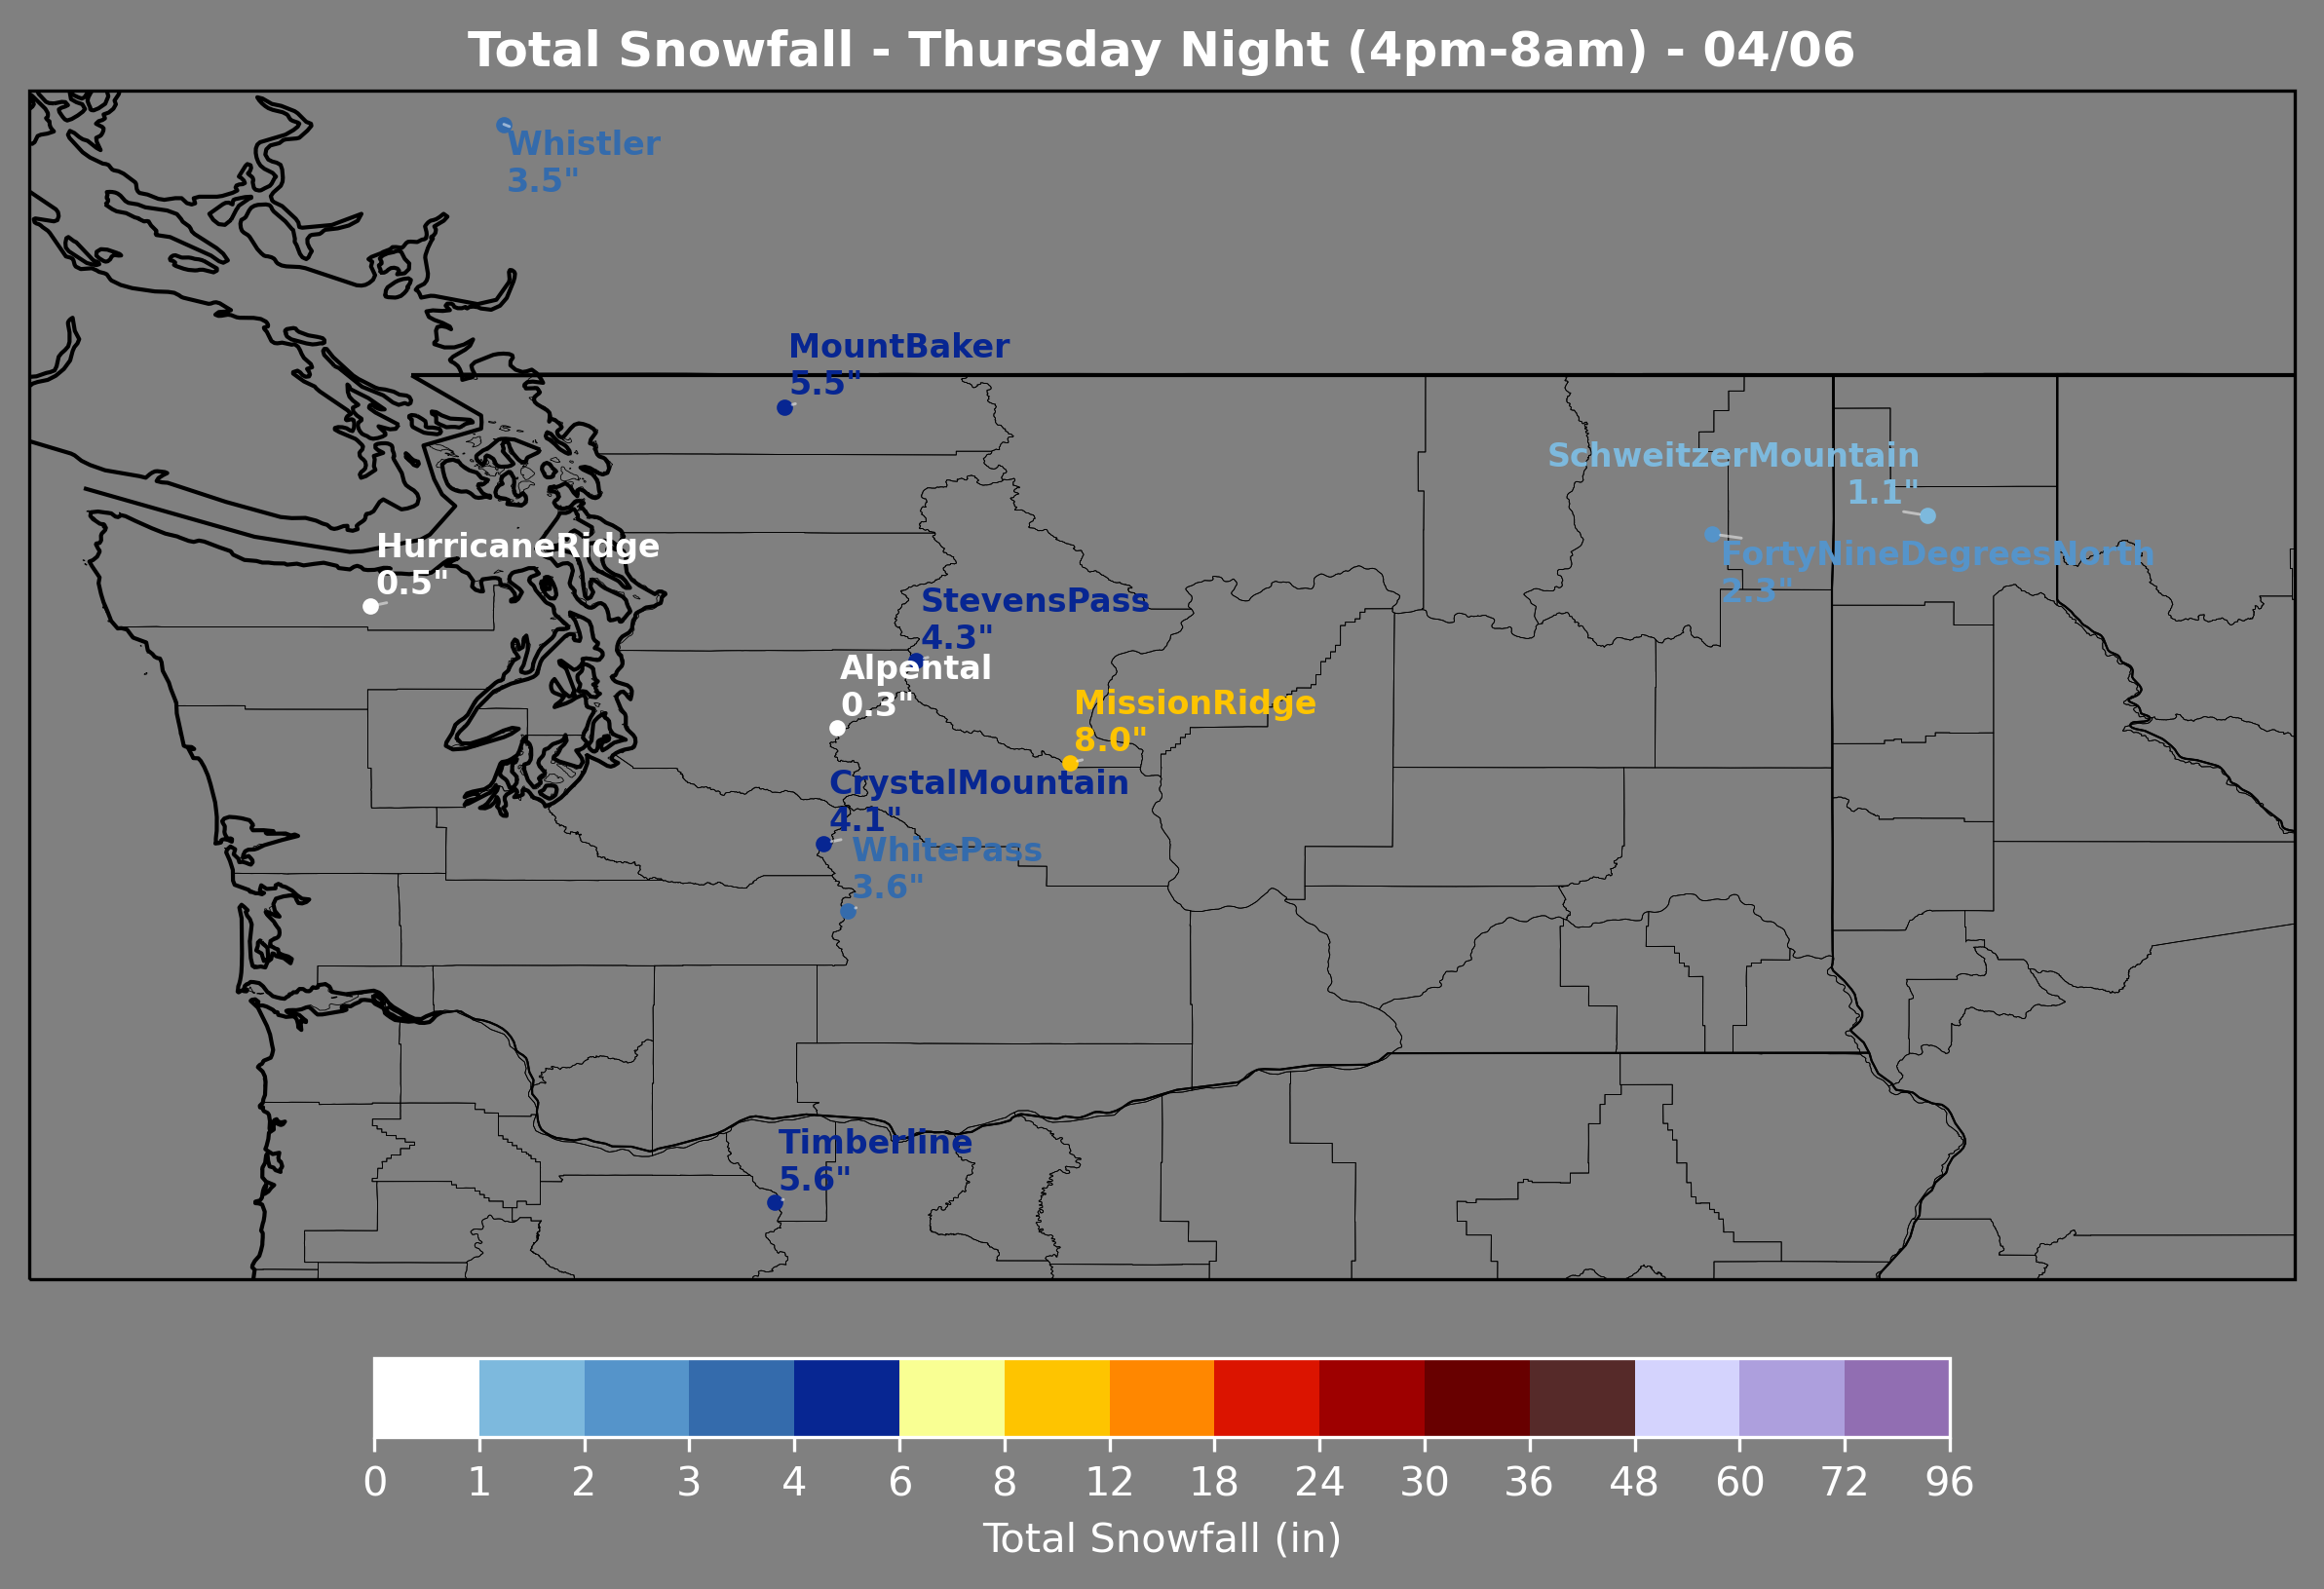 Total Snowfall - Thursday Night (4pm-8am) - 04/06
Whistler
3.5"
MountBaker
5.5"
SchweitzerMountain
1.1"
HurricaneRidge
0.5"
FortyNineDegreesNorth
2.3"
StevensPass
4.3"
Alpental
0.3"
MissionRidge
8.0"
CrystalMountain
4.1"
WhitePass
3.6"
Timberline
5.6"
0 1 2 3 4 6 8 12 18 24 30 36 48 60 72 96
Total Snowfall (in)